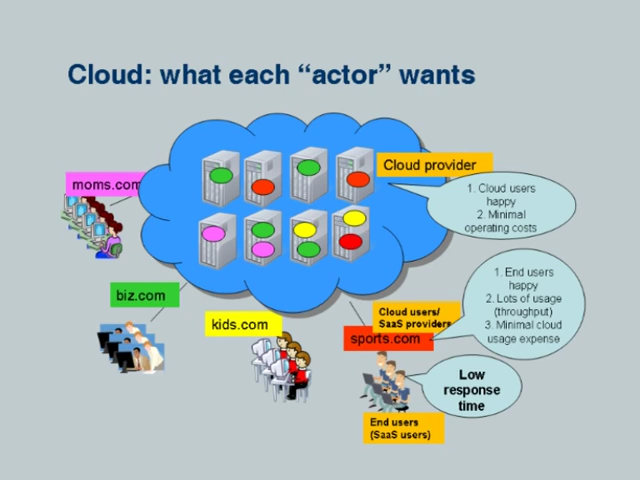 Cloud: what each “actor” wants
Cloud provider
1. Cloud users
happy
2. Minimal
operating costs
moms.com
1. End users
happy
2. Lots of usage
(throughput)
3. Minimal cloud
usage expense
biz.com
kids.com
Cloud users/
SaaS providers
sports.com
Low
response
time
End users
(SaaS users)